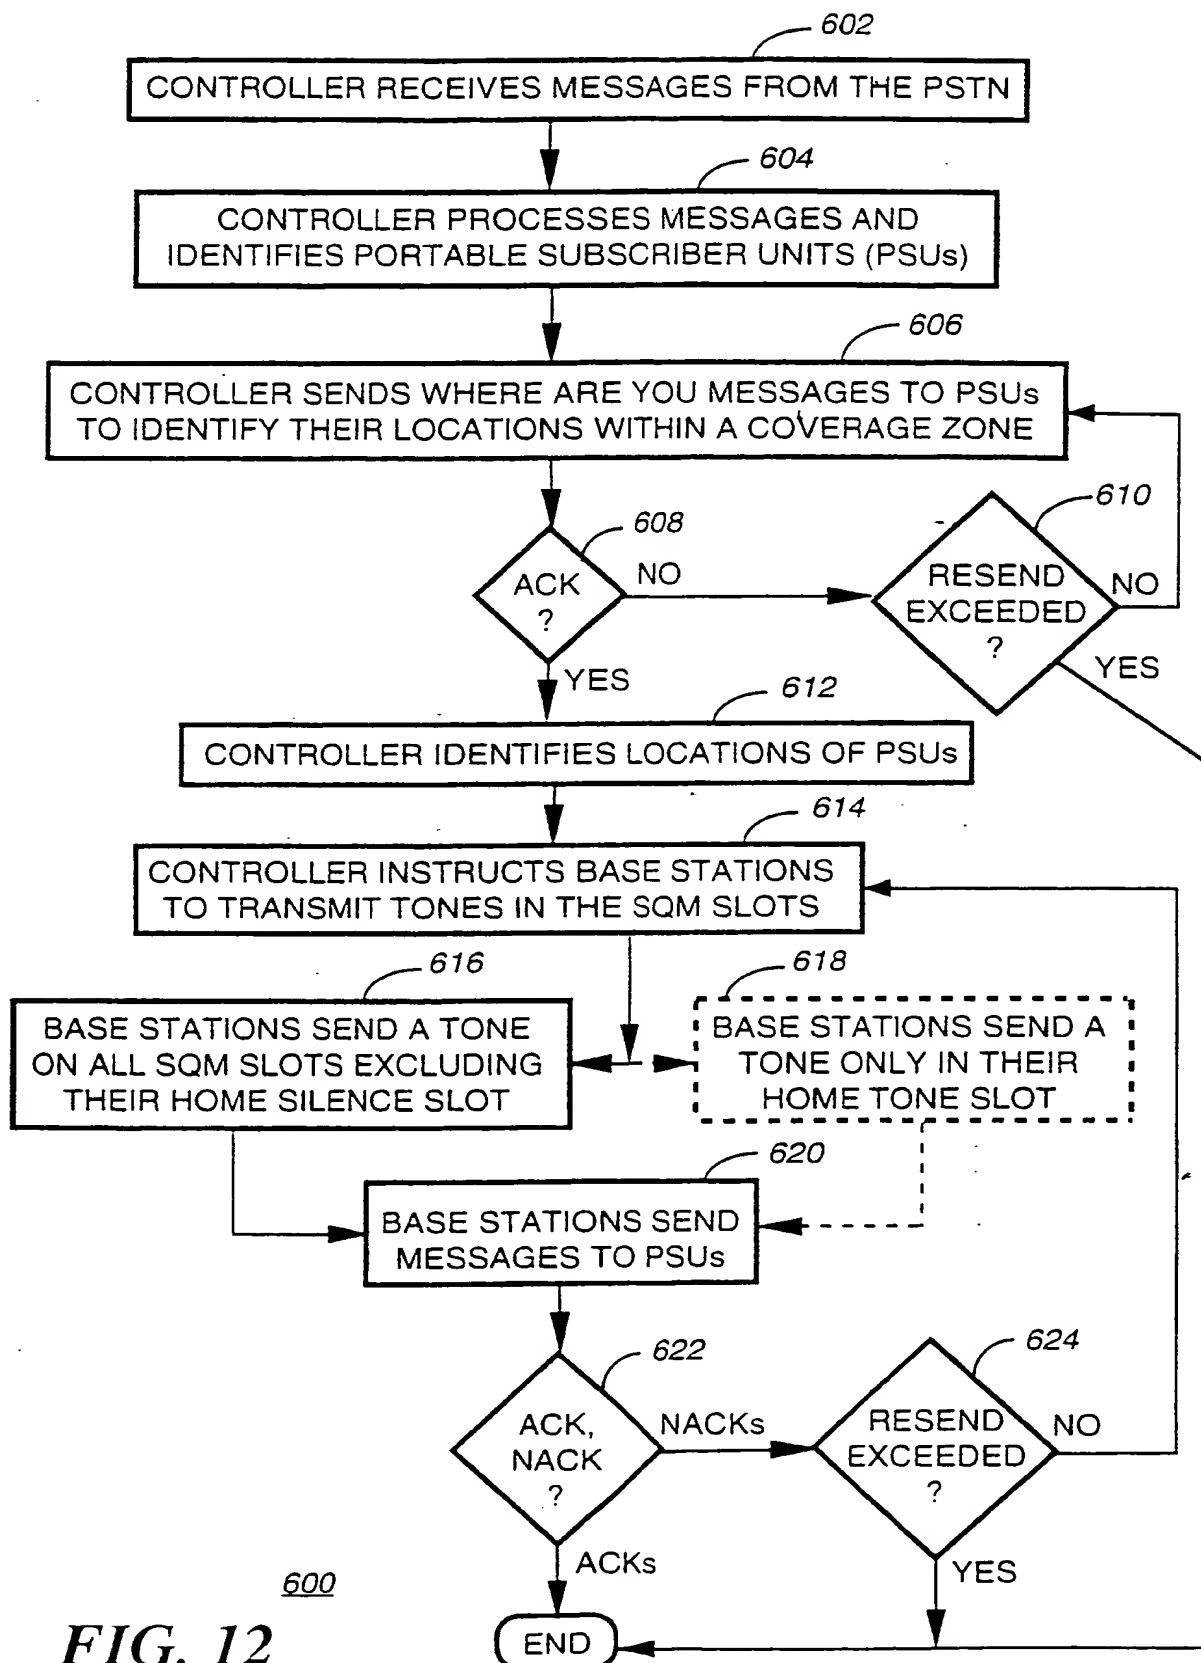 602
CONTROLLER RECEIVES MESSAGES FROM THE PSTN
604
CONTROLLER PROCESSES MESSAGES AND
IDENTIFIES PORTABLE SUBSCRIBER UNITS (PSUs)
606
CONTROLLER SENDS WHERE ARE YOU MESSAGES TO PSUs
TO IDENTIFY THEIR LOCATIONS WITHIN A COVERAGE ZONE
608
ACK
?
NO
YES
610
RESEND
EXCEEDED
?
NO
YES
612
CONTROLLER IDENTIFIES LOCATIONS OF PSUs
614
CONTROLLER INSTRUCTS BASE STATIONS
TO TRANSMIT TONES IN THE SQM SLOTS
616
BASE STATIONS SEND A TONE
ON ALL SQM SLOTS EXCLUDING
THEIR HOME SILENCE SLOT
618
BASE STATIONS SEND A
TONE ONLY IN THEIR
HOME TONE SLOT
620
BASE STATIONS SEND
MESSAGES TO PSUs
622
ACK,
NACK
?
NACKs
ACKs
624
RESEND
EXCEEDED
?
NO
YES
END
600
FIG. 12